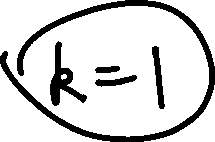 k = 1